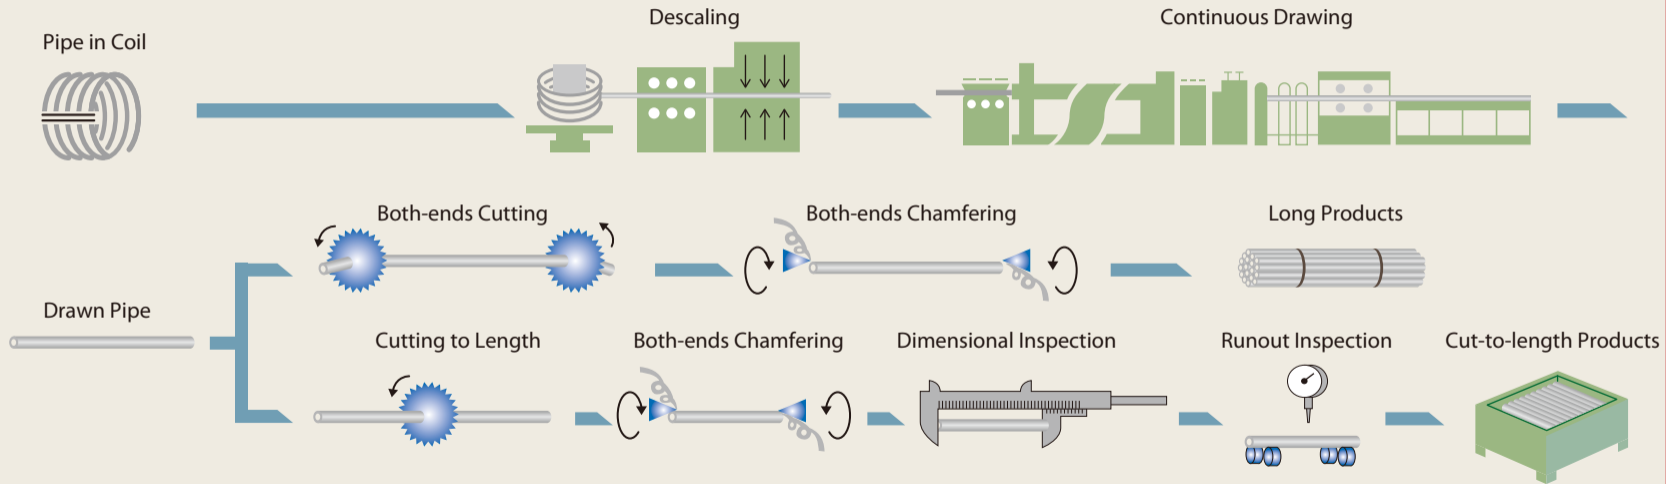 Pipe in Coil
Descaling
Continuous Drawing
Drawn Pipe
Both-ends Cutting
Both-ends Chamfering
Long Products
Cutting to Length
Both-ends Chamfering
Dimensional Inspection
Runout Inspection
Cut-to-length Products